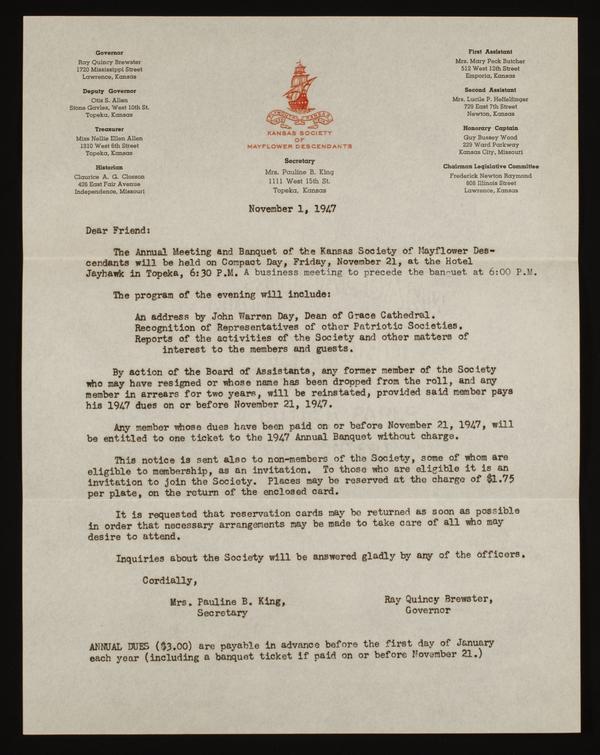 Governor
Ray Quincy Brewster
1720 Mississippi Street
Lawrence, Kansas
Deputy Governor
Otis S. Allen
Stone Gavles, West 10th St.
Topeka, Kansas
Treasurer
Miss Nellie Ellen Allen
1310 West 6th Street
Topeka, Kansas
Historian
Claurice A. G. Closson
426 East Fair Avenue
Independence, Missouri
KANSAS SOCIETY
OF
MAYFLOWER DESCENDANTS
Secretary
Mrs. Pauline B. King
1111 West 15th St.
Topeka, Kansas
First Assistant
Mrs. Mary Peck Butcher
512 West 12th Street
Emporia, Kansas
Second Assistant
Mrs. Lucile P. Heffelfinger
729 East 7th Street
Newton, Kansas
Honorary Captain
Guy Bussey Wood
229 Ward Parkway
Kansas City, Missouri
Chairman Legislative Committee
Frederick Newton Raymond
808 Illinois Street
Lawrence, Kansas
November 1, 1947
Dear Friend:
The Annual Meeting and Banquet of the Kansas Society of Mayflower Des-
cendants will be held on Compact Day, Friday, November 21, at the Hotel
Jayhawk in Topeka, 6:30 P.M. A business meeting to precede the banquet at 6:00 P.M.
The program of the evening will include:
An address by John Warren Day, Dean of Grace Cathedral.
Recognition of Representatives of other Patriotic Societies.
Reports of the activities of the Society and other matters of
interest to the members and guests.
By action of the Board of Assistants, any former member of the Society
who may have resigned or whose name has been dropped from the roll, and any
member in arrears for two years, will be reinstated, provided said member pays
his 1947 dues on or before November 21, 1947.
Any member whose dues have been paid on or before November 21, 1947, will
be entitled to one ticket to the 1947 Annual Banquet without charge.
This notice is sent also to non-members of the Society, some of whom are
eligible to membership, as an invitation. To those who are eligible it is an
invitation to join the Society. Places may be reserved at the charge of $1.75
per plate, on the return of the enclosed card.
It is requested that reservation cards may be returned as soon as possible
in order that necessary arrangements may be made to take care of all who may
desire to attend.
Inquiries about the Society will be answered gladly by any of the officers.
Cordially,
Mrs. Pauline B. King,
Secretary
Ray Quincy Brewster,
Governor
ANNUAL DUES ($3.00) are payable in advance before the first day of January
each year (including a banquet ticket if paid on or before November 21.)